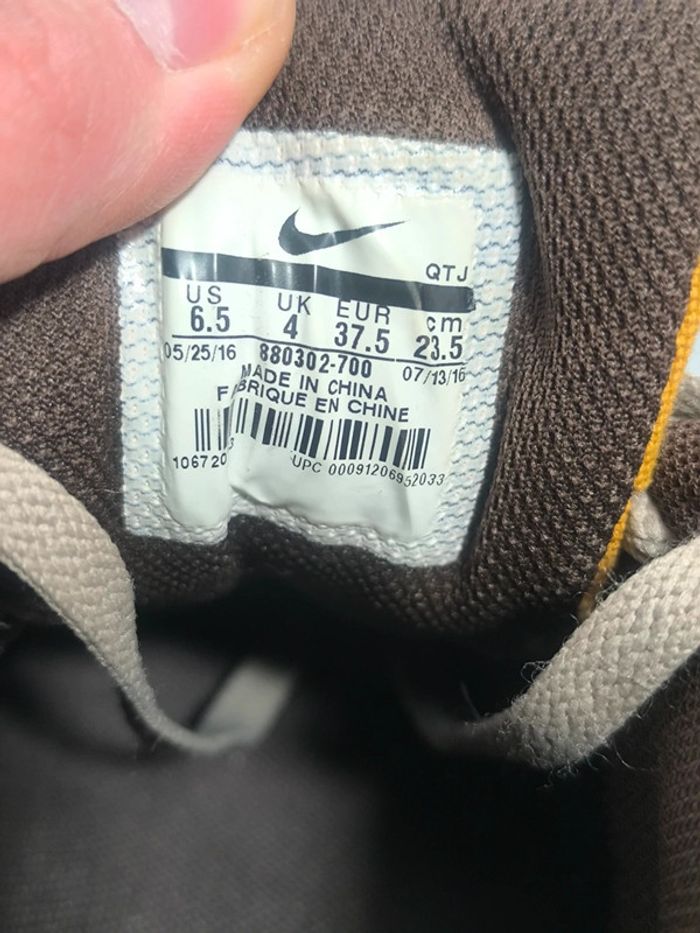 QTJ
US UK EUR cm
6.5 4 37.5 23.5
05/25/16 880302-700 07/13/16
MADE IN CHINA
FABRIQUE EN CHINE
UPC 00091206952033